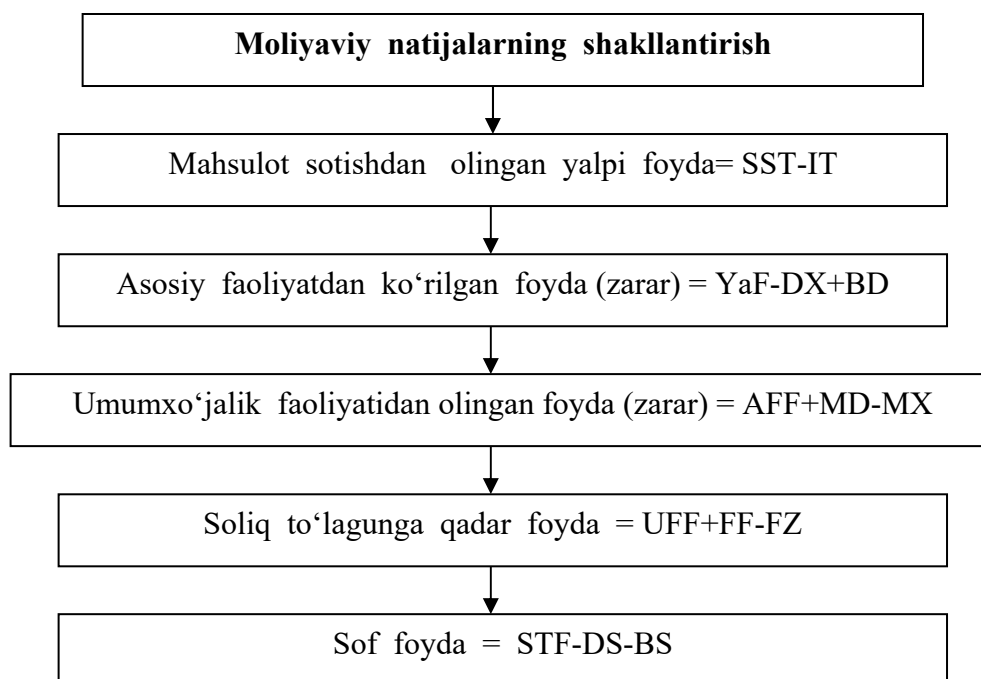 Moliyaviy natijalarning shakllantirish
Mahsulot sotishdan olingan yalpi foyda= SST-IT
Asosiy faoliyatdan ko‘rilgan foyda (zarar) = YaF-DX+BD
Umumxo‘jalik faoliyatidan olingan foyda (zarar) = AFF+MD-MX
Soliq to‘lagunga qadar foyda = UFF+FF-FZ
Sof foyda = STF-DS-BS